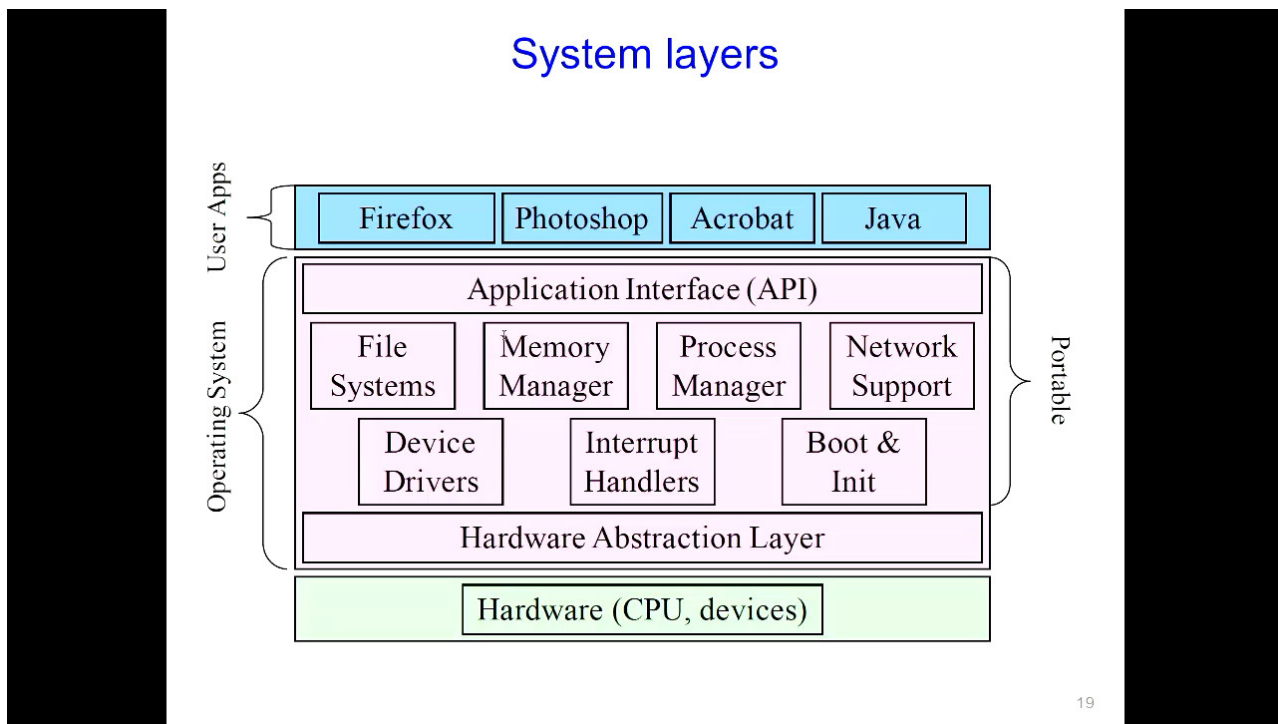 System layers
User Apps
Firefox
Photoshop
Acrobat
Java
Operating System
Application Interface (API)
File
Systems
Memory
Manager
Process
Manager
Network
Support
Portable
Device
Drivers
Interrupt
Handlers
Boot &
Init
Hardware Abstraction Layer
Hardware (CPU, devices)
19